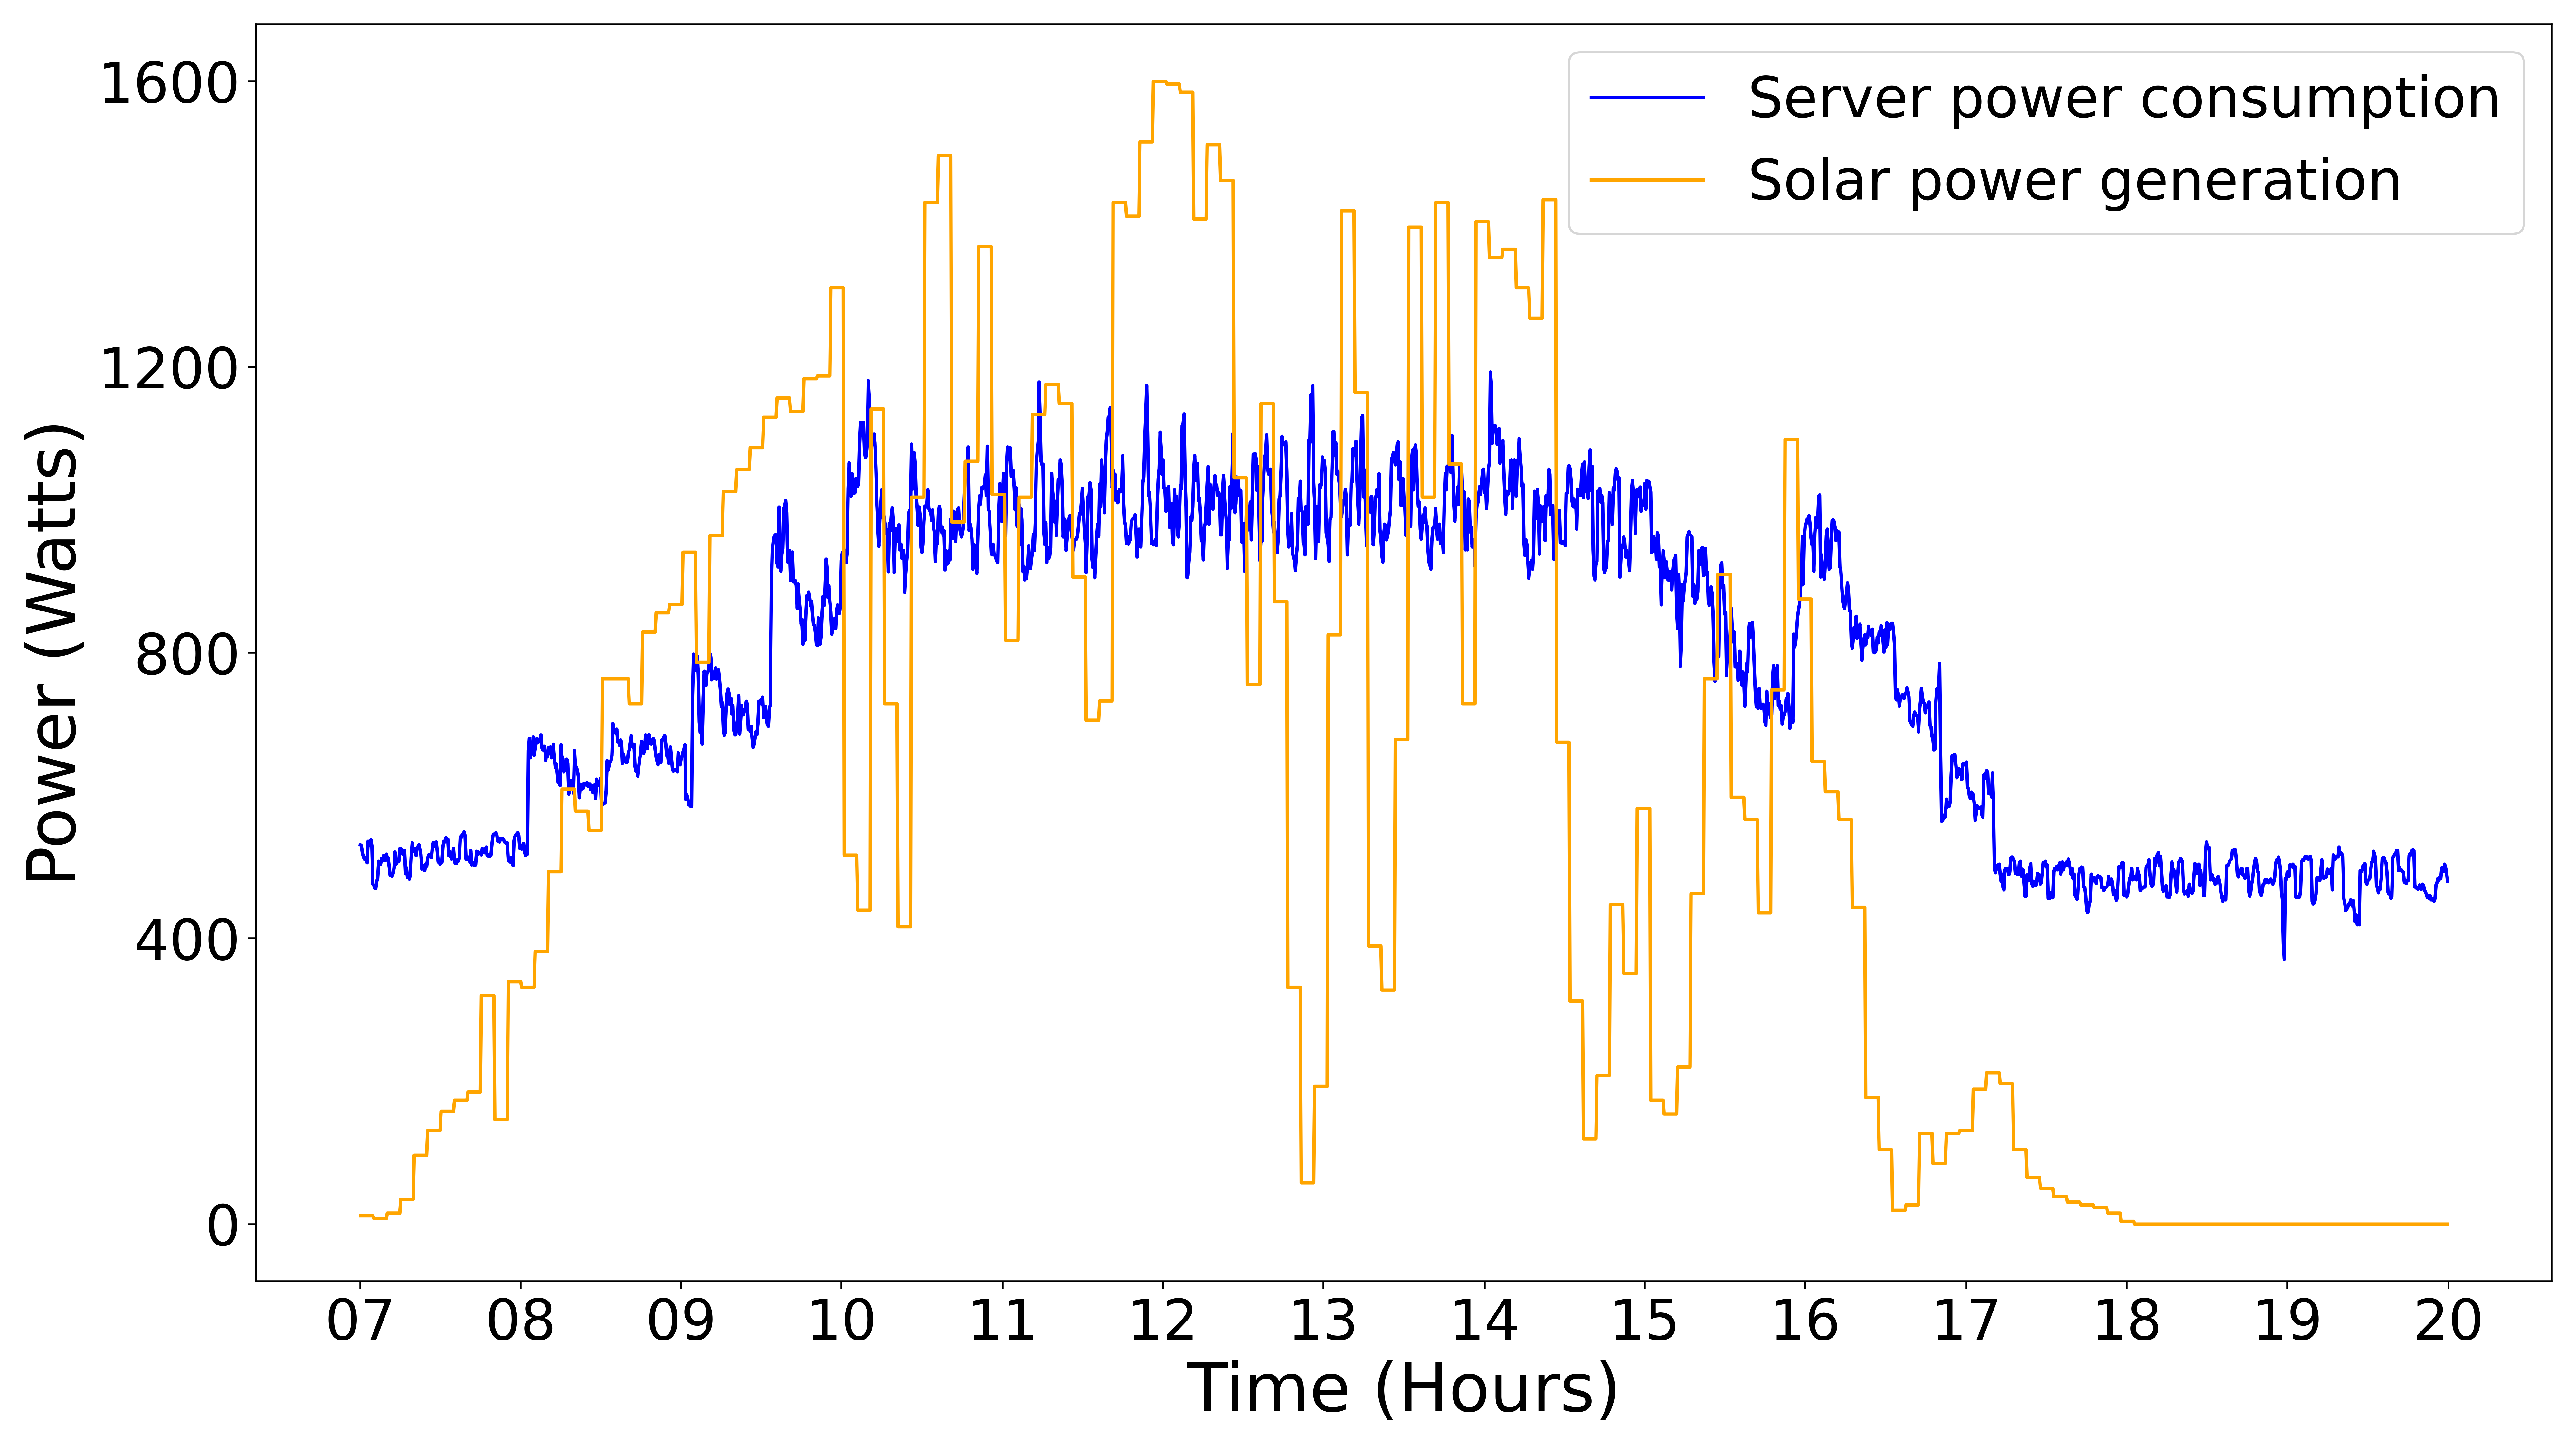 Server power consumption
Solar power generation
Power (Watts)
1600
1200
800
400
0
07 08 09 10 11 12 13 14 15 16 17 18 19 20
Time (Hours)